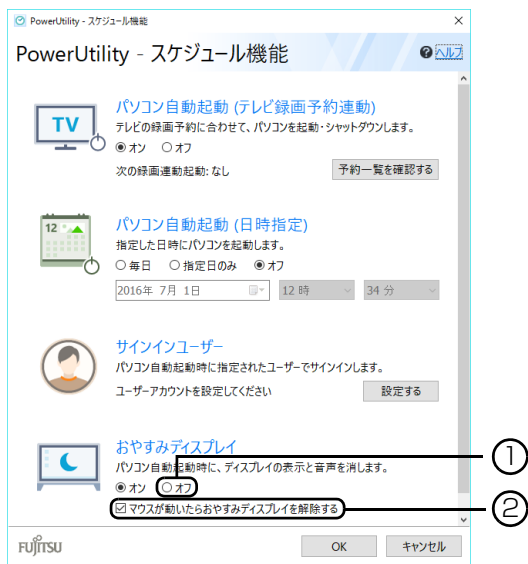 PowerUtility - スケジュール機能
PowerUtility - スケジュール機能
ヘルプ
TV
パソコン自動起動 (テレビ録画予約連動)
テレビの録画予約に合わせて、パソコンを起動・シャットダウンします。
オン オフ
次の録画連動起動: なし 予約一覧を確認する
12
パソコン自動起動 (日時指定)
指定した日時にパソコンを起動します。
毎日 指定日のみ オフ
2016年 7月 1日 12 時 34 分
サインインユーザー
パソコン自動起動時に指定されたユーザーでサインインします。
ユーザーアカウントを設定してください 設定する
おやすみディスプレイ
パソコン自動起動時に、ディスプレイの表示と音声を消します。
オン オフ ①
マウスが動いたらおやすみディスプレイを解除する ②
FUJITSU OK キャンセル